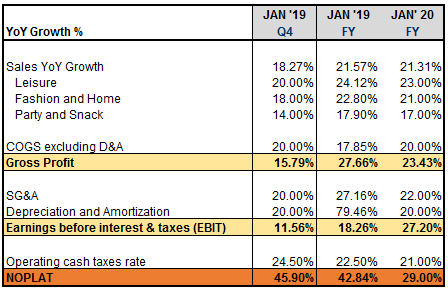 JAN '19 JAN '19 JAN' 20
YoY Growth % Q4 FY FY
Sales YoY Growth 18.27% 21.57% 21.31%
Leisure 20.00% 24.12% 23.00%
Fashion and Home 18.00% 22.80% 21.00%
Party and Snack 14.00% 17.90% 17.00%
COGS excluding D&A 20.00% 17.85% 20.00%
Gross Profit 15.79% 27.66% 23.43%
SG&A 20.00% 27.16% 22.00%
Depreciation and Amortization 20.00% 79.46% 20.00%
Earnings before interest & taxes (EBIT) 11.56% 18.26% 27.20%
Operating cash taxes rate 24.50% 22.50% 21.00%
NOPLAT 45.90% 42.84% 29.00%